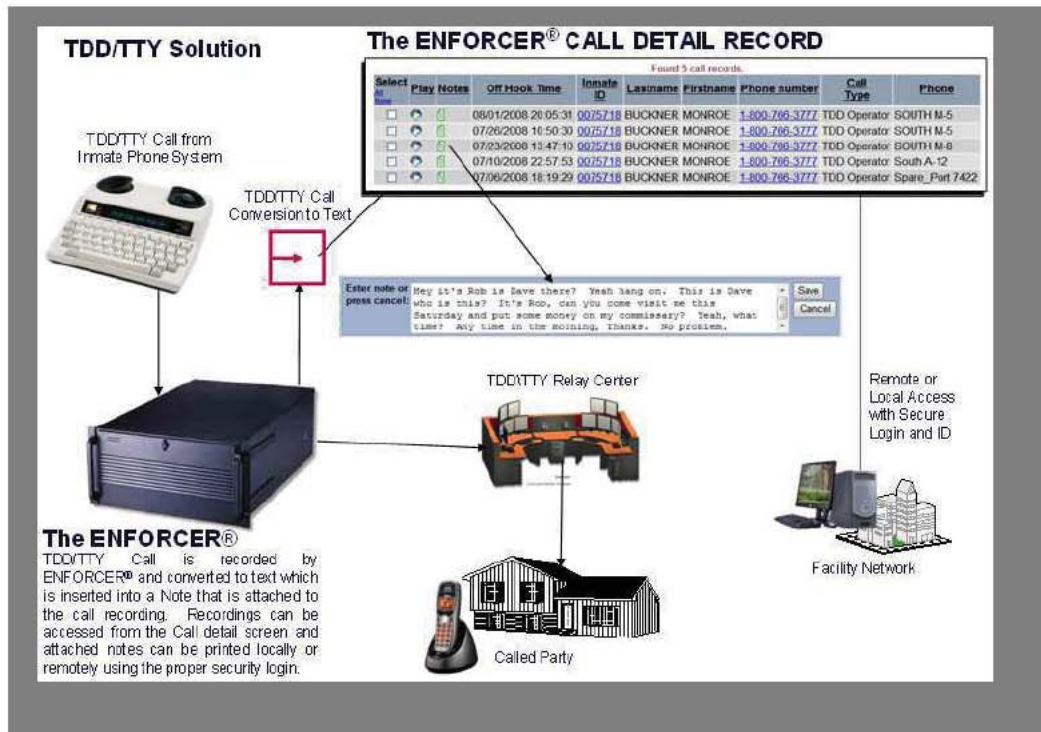 TDD/TTY Solution
The ENFORCER® CALL DETAIL RECORD
Found 5 call records.
Select All None Play Notes Off Hook Time Inmate ID Lastname Firstname Phone number Call Type Phone
08/01/2008 20:05:31 0075718 BUCKNER MONROE 1-800-766-3777 TDD Operator SOUTH M-5
07/26/2008 10:50:30 0075718 BUCKNER MONROE 1-800-766-3777 TDD Operator SOUTH M-5
07/23/2008 13:47:10 0075718 BUCKNER MONROE 1-800-766-3777 TDD Operator SOUTH M-6
07/10/2008 22:57:53 0075718 BUCKNER MONROE 1-800-766-3777 TDD Operator South A-12
07/06/2008 18:19:29 0075718 BUCKNER MONROE 1-800-766-3777 TDD Operator Spare_Port 7422
TDD/TTY Call from
Inmate Phone System
TDD/TTY Call
Conversion to Text
Enter note or
press cancel:
Hey it's Rob is Dave there? Yeah hang on. This is Dave
who is this? It's Rob, can you come visit me this
Saturday and put some money on my commissary? Yeah, what
time? Any time in the morning, Thanks. No problem.
Save
Cancel
TDD\TTY Relay Center
Remote or
Local Access
with Secure
Login and ID
The ENFORCER®
TDD/TTY Call is recorded by
ENFORCER® and converted to text which
is inserted into a Note that is attached to
the call recording. Recordings can be
accessed from the Call detail screen and
attached notes can be printed locally or
remotely using the proper security login.
Facility Network
Called Party